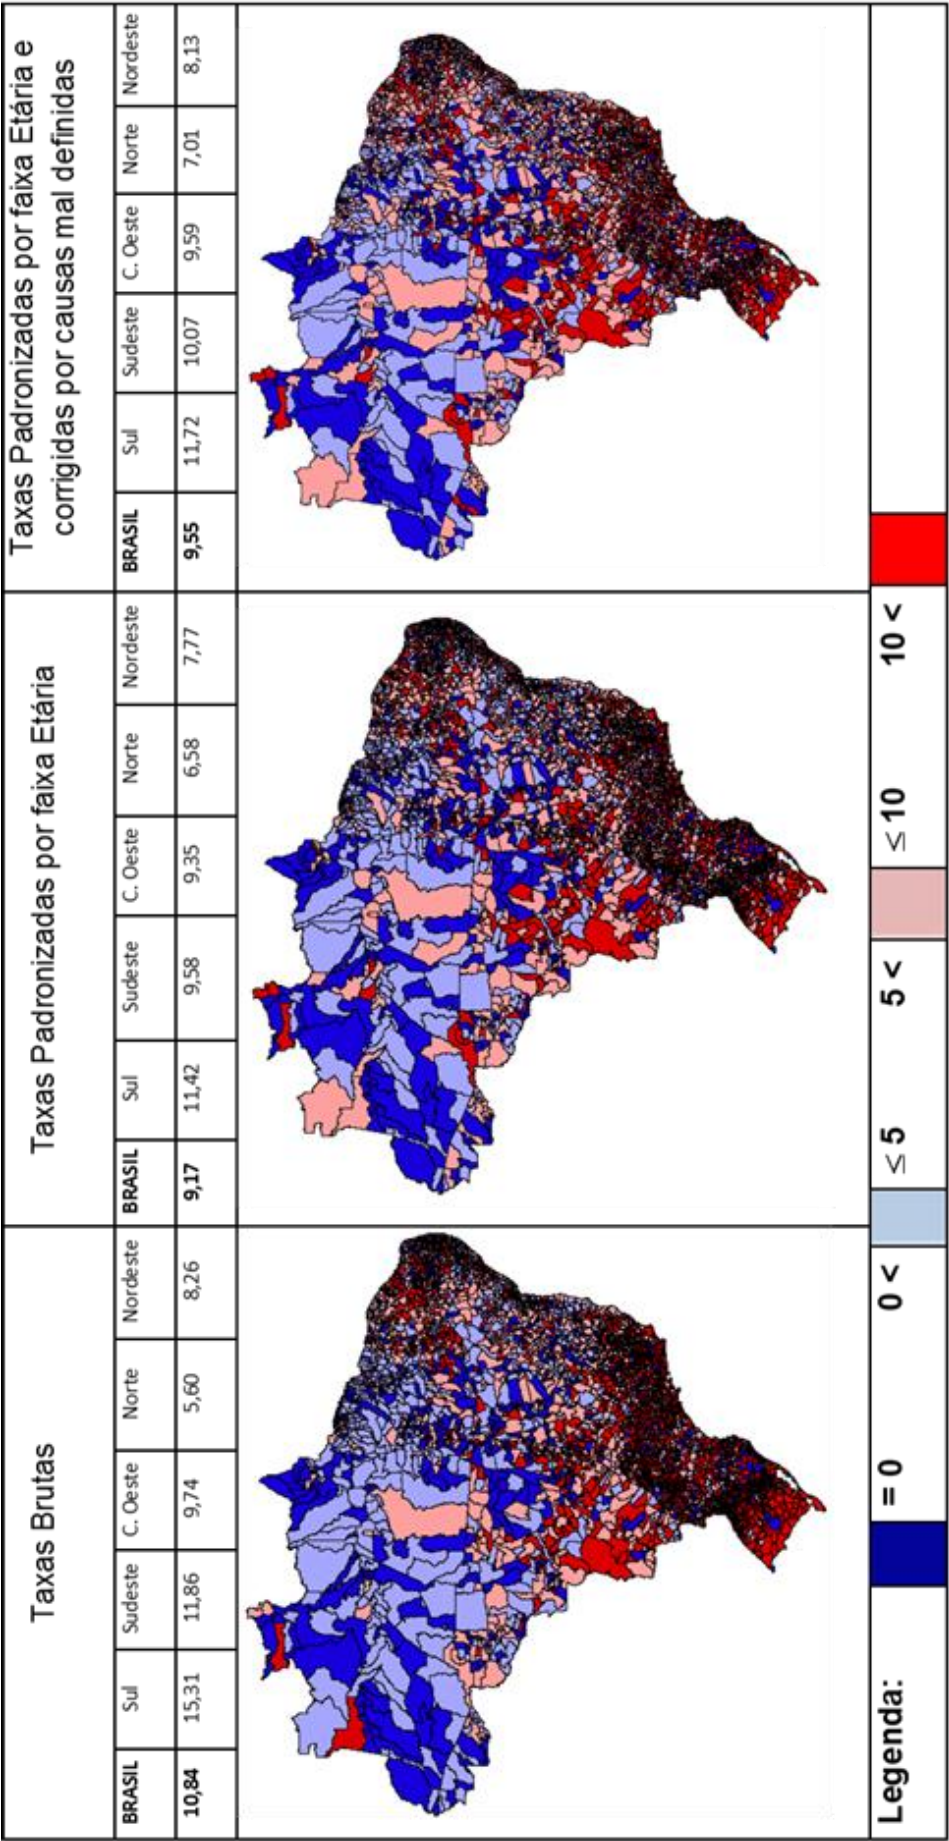 Taxas Brutas
BRASIL Sul Sudeste C. Oeste Norte Nordeste
10,84 15,31 11,86 9,74 5,60 8,26
Taxas Padronizadas por faixa Etária
BRASIL Sul Sudeste C. Oeste Norte Nordeste
9,17 11,42 9,58 9,35 6,58 7,77
Taxas Padronizadas por faixa Etária e
corrigidas por causas mal definidas
BRASIL Sul Sudeste C. Oeste Norte Nordeste
9,55 11,72 10,07 9,59 7,01 8,13
Legenda: = 0 0 < ≤ 5 5 < ≤ 10 10 <